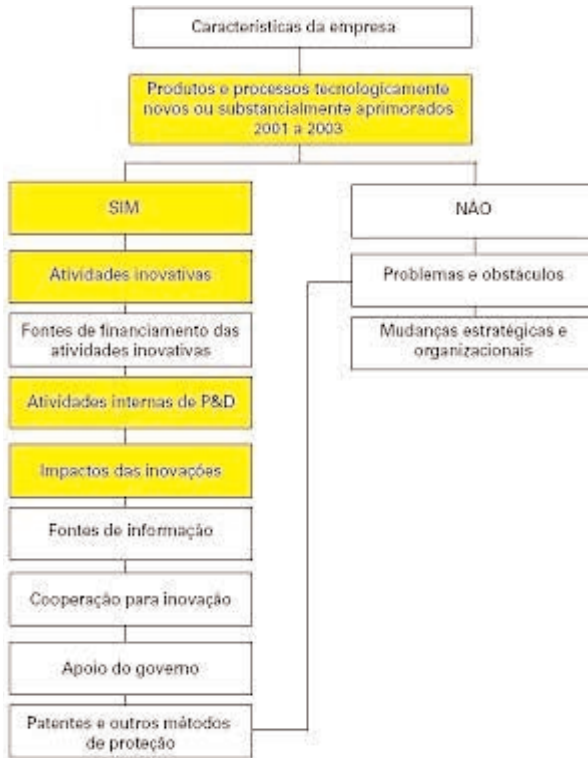 Características da empresa
Produtos e processos tecnologicamente
novos ou substancialmente aprimorados
2001 a 2003
SIM
Atividades inovativas
Fontes de financiamento das
atividades inovativas
Atividades internas de P&D
Impactos das inovações
Fontes de informação
Cooperação para inovação
Apoio do governo
Patentes e outros métodos
de proteção
NÃO
Problemas e obstáculos
Mudanças estratégicas e
organizacionais